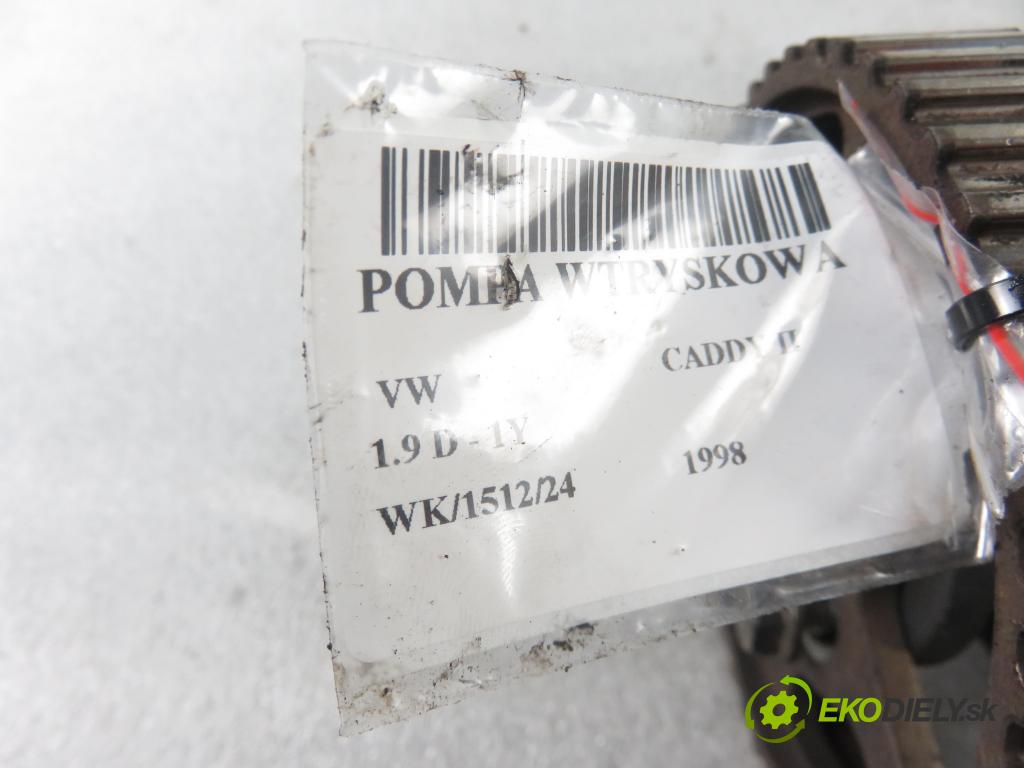 POMPA WTRYSKOWA
VW CADDY II
1.9 D - 1Y
WK/1512/24 1998
EKODIELY.sk